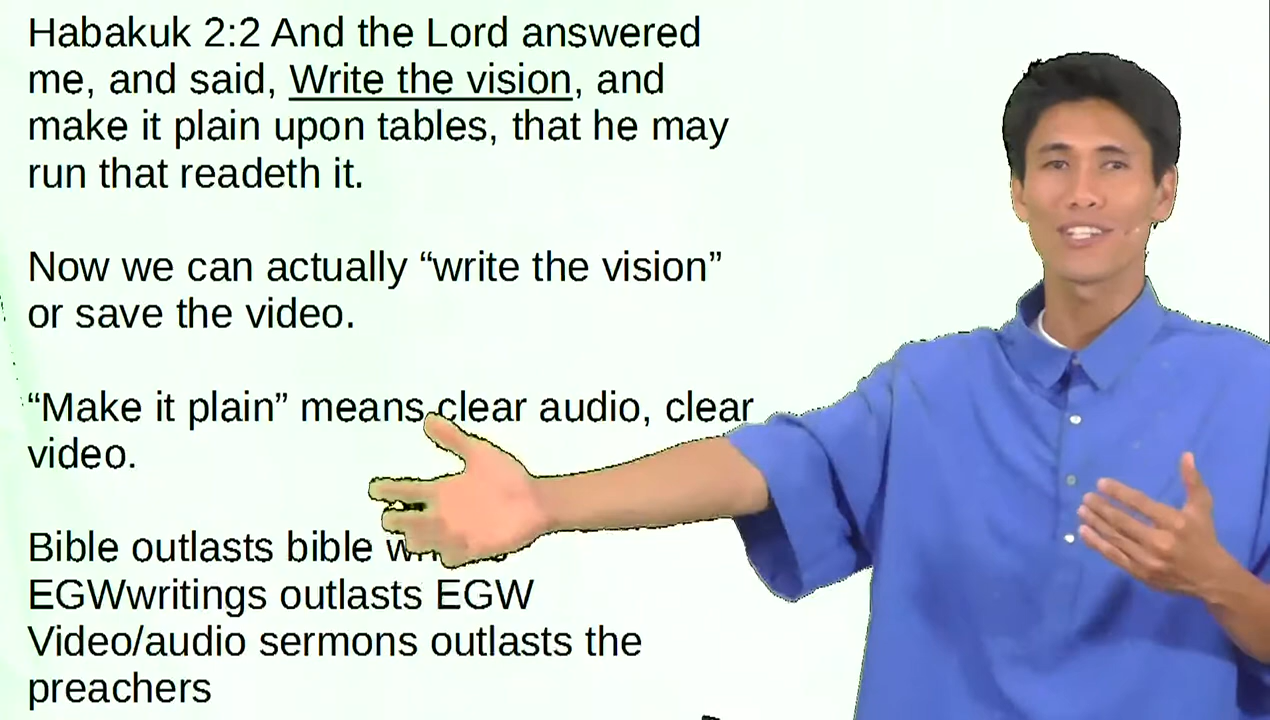 Habakuk 2:2 And the Lord answered
me, and said, Write the vision, and
make it plain upon tables, that he may
run that readeth it.
Now we can actually “write the vision”
or save the video.
“Make it plain” means clear audio, clear
video.
Bible outlasts bible
EGWwritings outlasts EGW
Video/audio sermons outlasts the
preachers